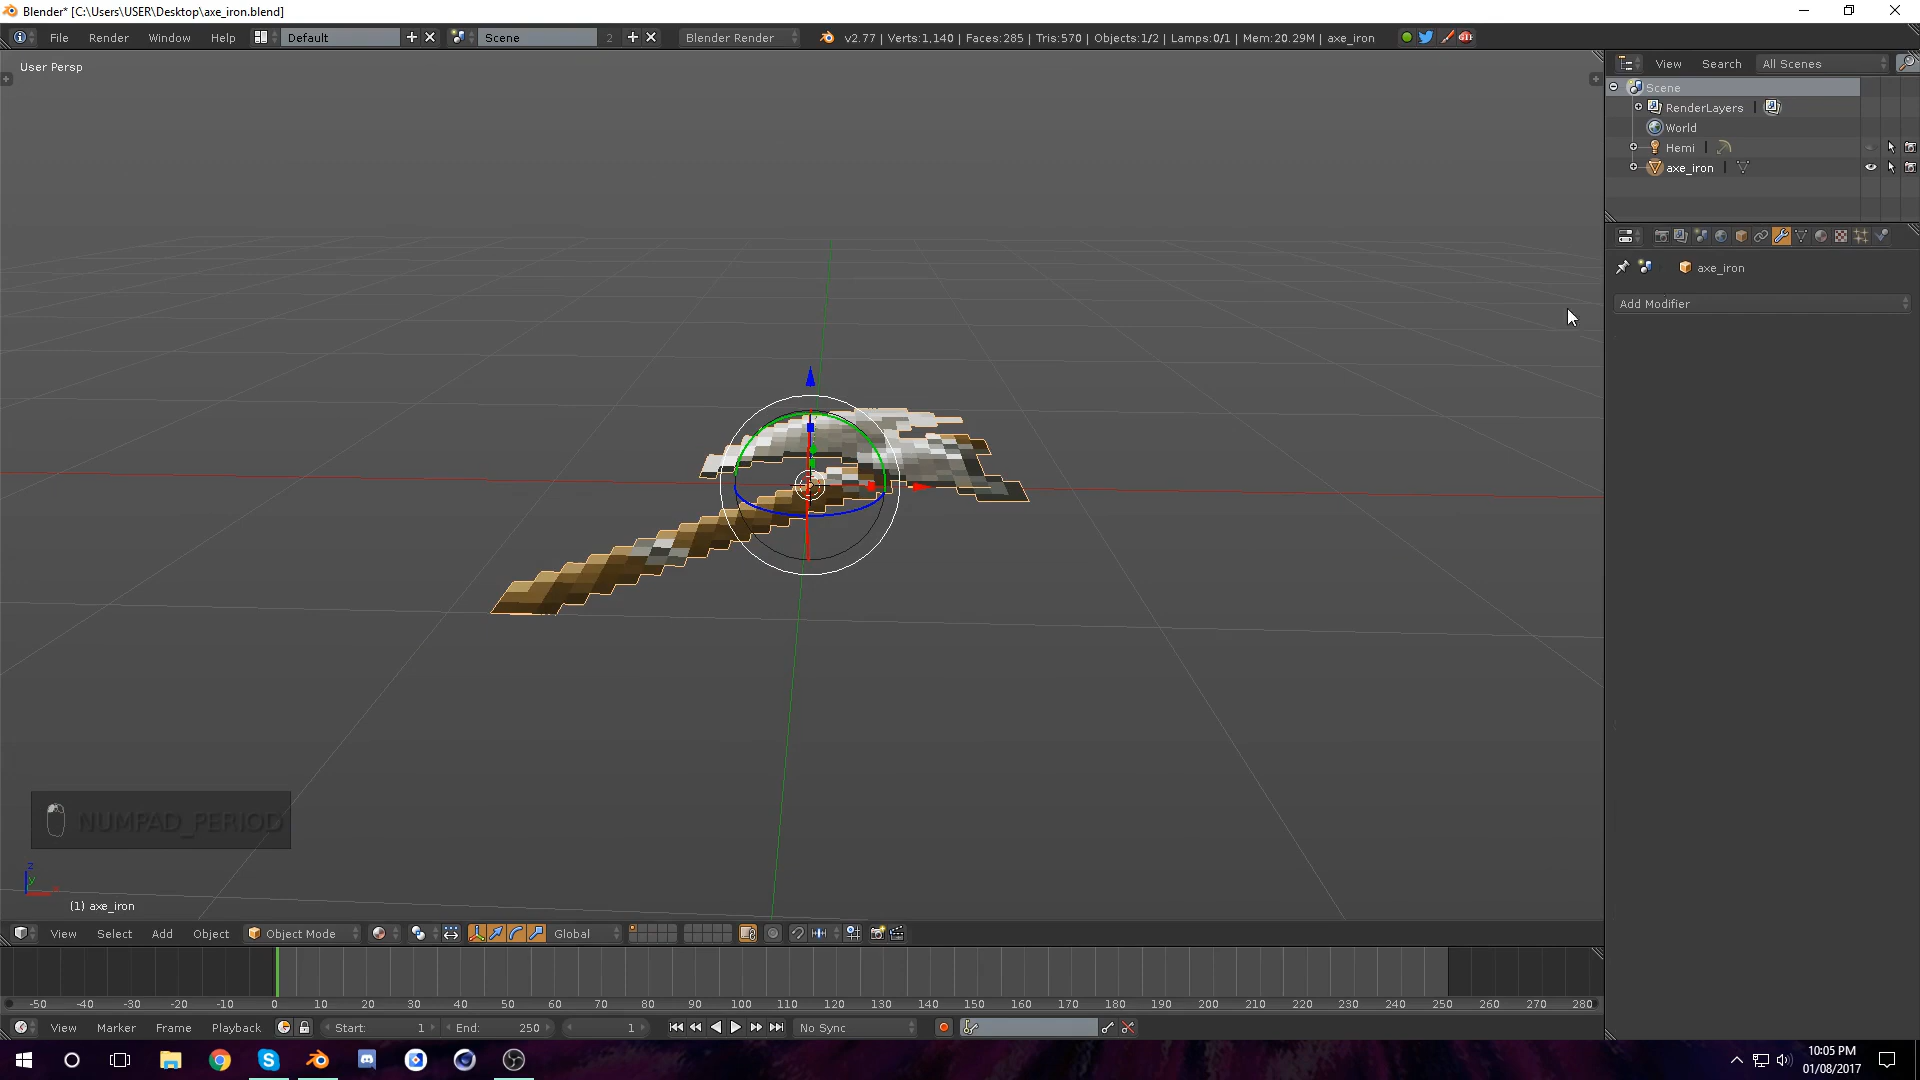 Blender* [C:\Users\USER\Desktop\axe_iron.blend]
File Render Window Help Default Scene 2 Blender Render v2.77 | Verts:1,140 | Faces:285 | Tris:570 | Objects:1/2 | Lamps:0/1 | Mem:20.29M | axe_iron
User Persp
View Search All Scenes
Scene
RenderLayers
World
Hemi
axe_iron
axe_iron
Add Modifier
NUMPAD_PERIOD
z
y
x
(1) axe_iron
View Select Add Object Object Mode Global
-50 -40 -30 -20 -10 0 10 20 30 40 50 60 70 80 90 100 110 120 130 140 150 160 170 180 190 200 210 220 230 240 250 260 270 280
View Marker Frame Playback Start: 1 End: 250 1 No Sync
10:05 PM
01/08/2017